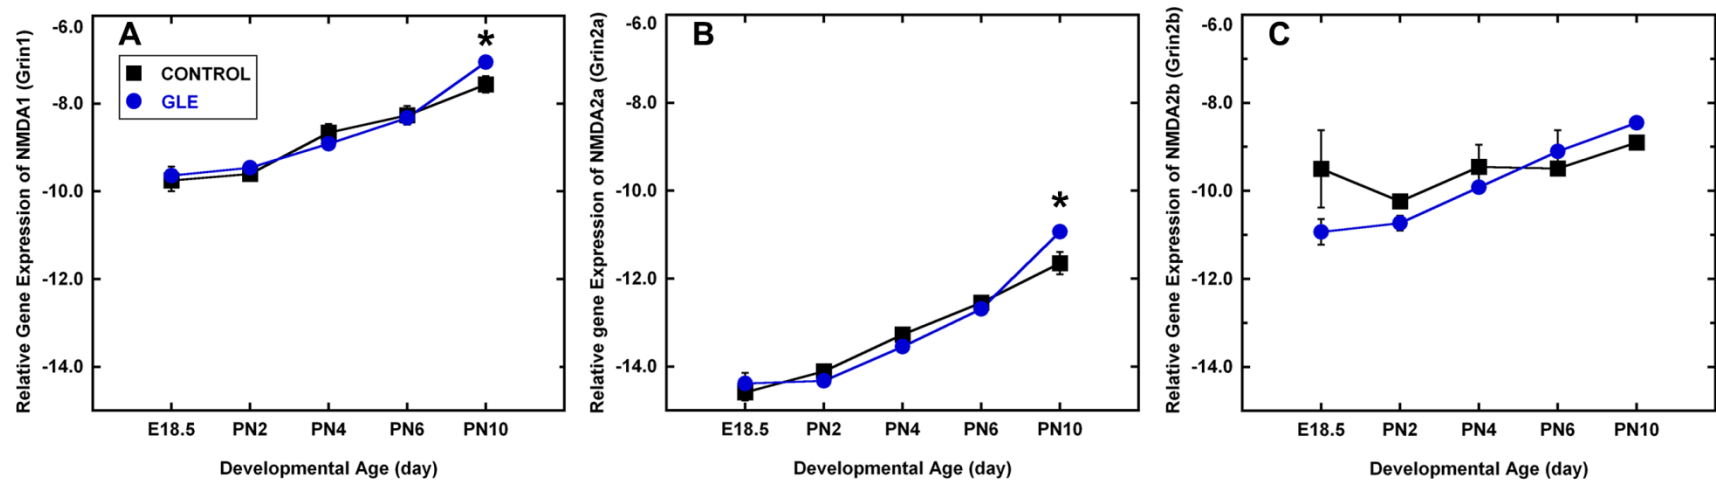 Relative Gene Expression of NMDA1 (Grin1)
-6.0
-8.0
-10.0
-12.0
-14.0
A
CONTROL
GLE
*
E18.5 PN2 PN4 PN6 PN10
Developmental Age (day)
Relative gene Expression of NMDA2a (Grin2a)
-6.0
-8.0
-10.0
-12.0
-14.0
B
*
E18.5 PN2 PN4 PN6 PN10
Developmental Age (day)
Relative Gene Expression of NMDA2b (Grin2b)
-6.0
-8.0
-10.0
-12.0
-14.0
C
E18.5 PN2 PN4 PN6 PN10
Developmental Age (day)